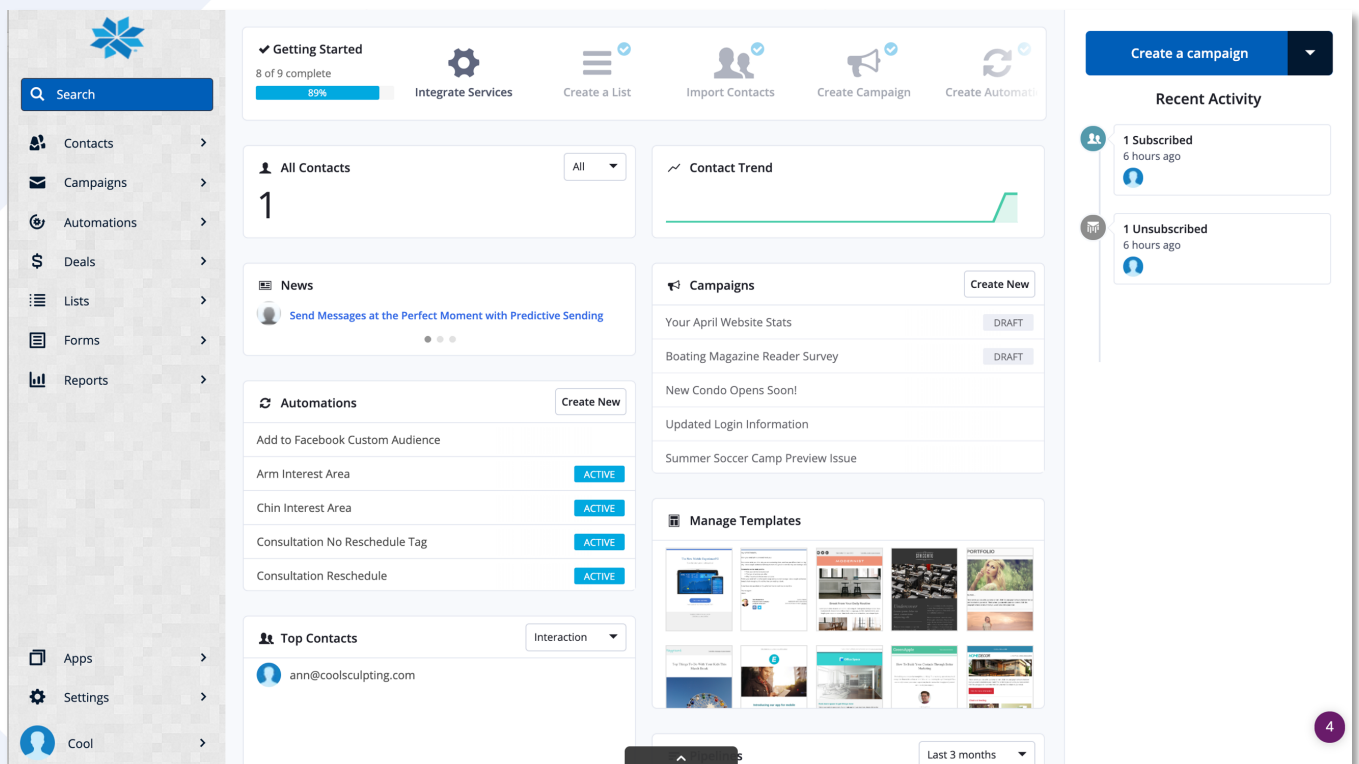 Search
Contacts
Campaigns
Automations
Deals
Lists
Forms
Reports
Apps
Settings
Cool
Getting Started
8 of 9 complete
89%
Integrate Services
Create a List
Import Contacts
Create Campaign
Create Automati
All Contacts
All
1
Contact Trend
News
Send Messages at the Perfect Moment with Predictive Sending
Automations
Create New
Add to Facebook Custom Audience
Arm Interest Area
ACTIVE
Chin Interest Area
ACTIVE
Consultation No Reschedule Tag
ACTIVE
Consultation Reschedule
ACTIVE
Top Contacts
Interaction
ann@coolsculpting.com
Campaigns
Create New
Your April Website Stats
DRAFT
Boating Magazine Reader Survey
DRAFT
New Condo Opens Soon!
Updated Login Information
Summer Soccer Camp Preview Issue
Manage Templates
PORTFOLIO
Last 3 months
Create a campaign
Recent Activity
1 Subscribed
6 hours ago
1 Unsubscribed
6 hours ago
4